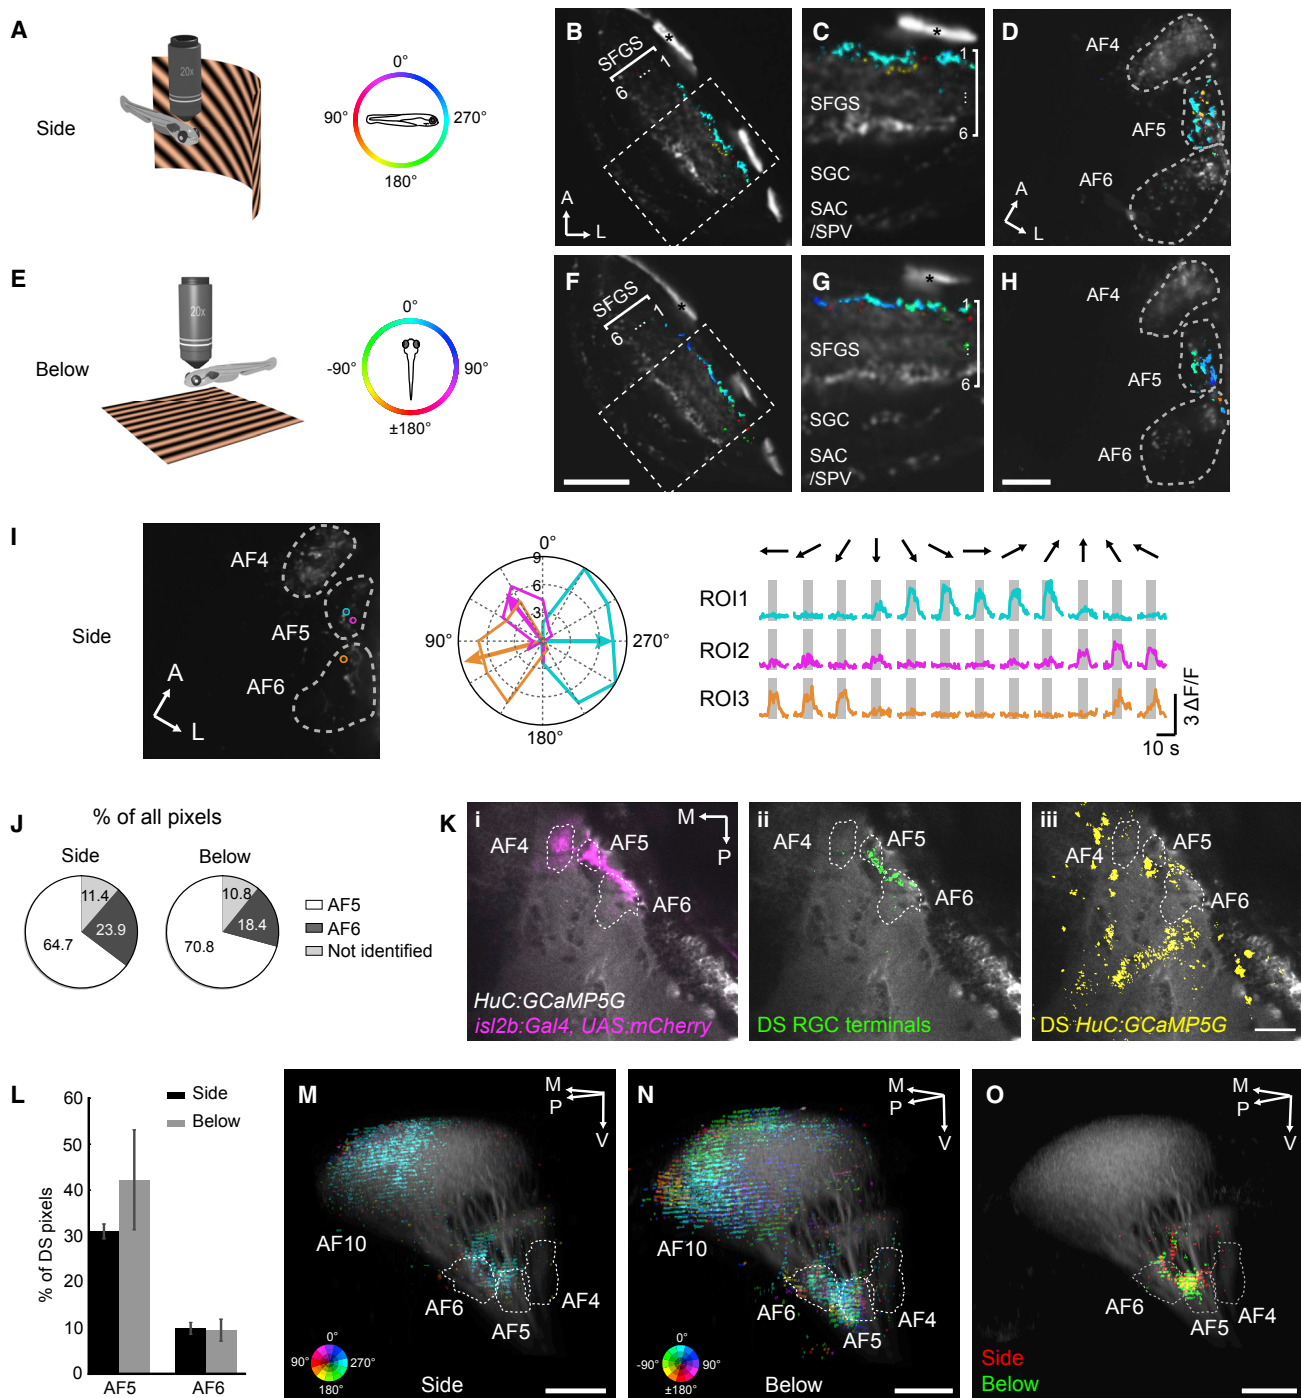 A
20x
Side
0°
90°
270°
180°
B
SFGS
1
...
6
*
A
L
C
*
1
...
6
SFGS
SGC
SAC
/SPV
D
AF4
AF5
AF6
A
L
E
20x
Below
0°
-90°
90°
±180°
F
SFGS
1
...
6
*
G
*
1
...
6
SFGS
SGC
SAC
/SPV
H
AF4
AF5
AF6
I
Side
AF4
AF5
AF6
A
L
0°
9
6
3
90°
270°
180°
ROI1
ROI2
ROI3
3 ΔF/F
10 s
J
% of all pixels
Side
Below
11.4
23.9
64.7
10.8
18.4
70.8
AF5
AF6
Not identified
K
i
AF4
AF5
AF6
M
P
HuC:GCaMP5G
isl2b:Gal4, UAS:mCherry
ii
AF4
AF5
AF6
DS RGC terminals
iii
AF4
AF5
AF6
DS HuC:GCaMP5G
L
Side
Below
% of DS pixels
60
50
40
30
20
10
0
AF5
AF6
M
M
P
V
AF10
AF6
AF5
AF4
0°
90°
270°
180°
Side
N
M
P
V
AF10
AF6
AF5
AF4
0°
-90°
90°
±180°
Below
O
M
P
V
AF6
AF5
AF4
Side
Below